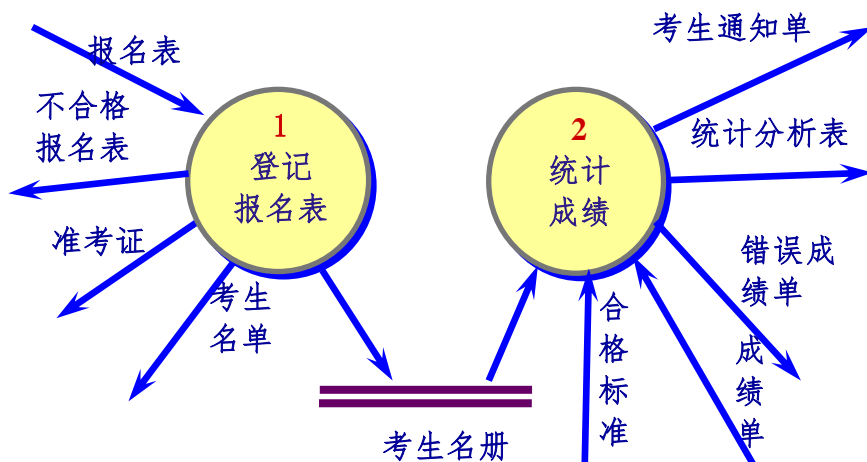 报名表
不合格
报名表
准考证
考生
名单
1
登记
报名表
考生名册
2
统计
成绩
考生通知单
统计分析表
错误成
绩单
成
绩
单
合
格
标
准